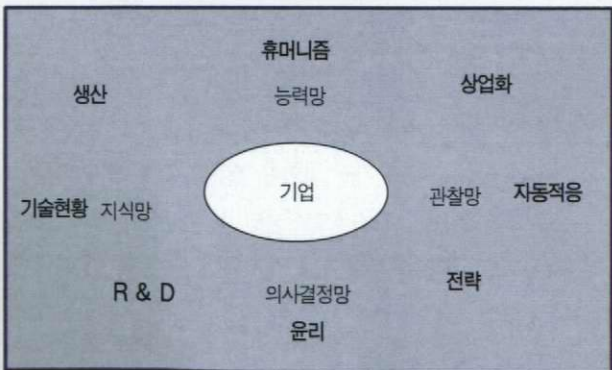 휴머니즘
생산
능력망
상업화
기술현황 지식망
기업
관찰망 자동적응
R & D
의사결정망
전략
윤리